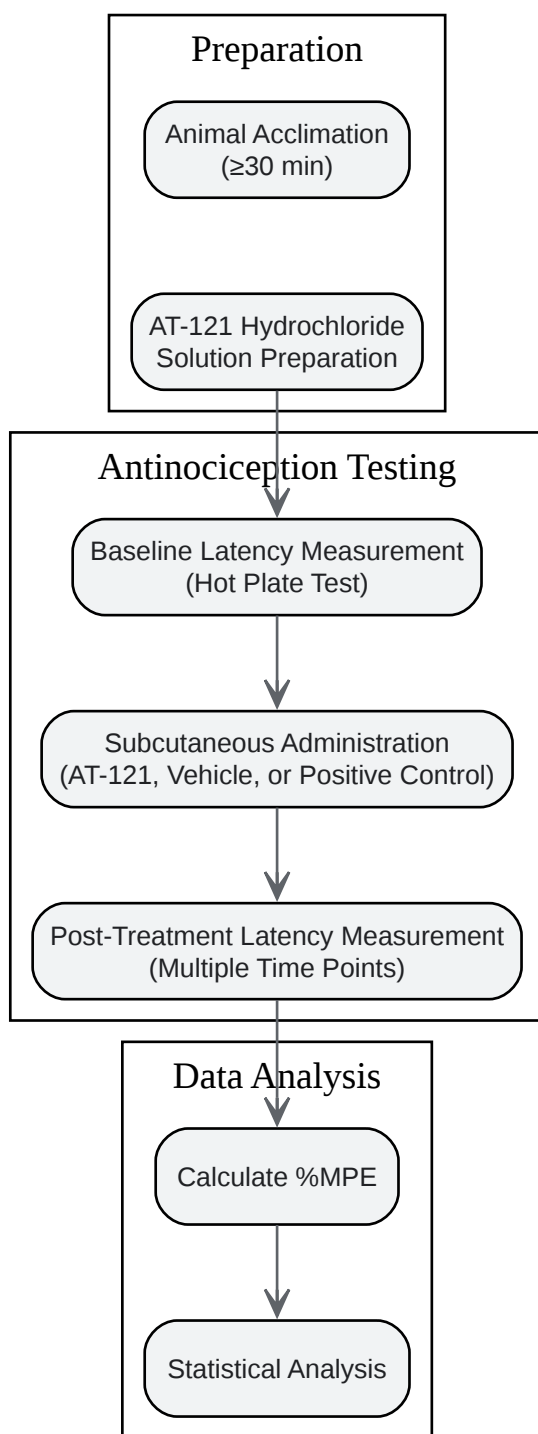 Preparation
Animal Acclimation
(≥30 min)
AT-121 Hydrochloride
Solution Preparation
Antinociception Testing
Baseline Latency Measurement
(Hot Plate Test)
Subcutaneous Administration
(AT-121, Vehicle, or Positive Control)
Post-Treatment Latency Measurement
(Multiple Time Points)
Data Analysis
Calculate %MPE
Statistical Analysis